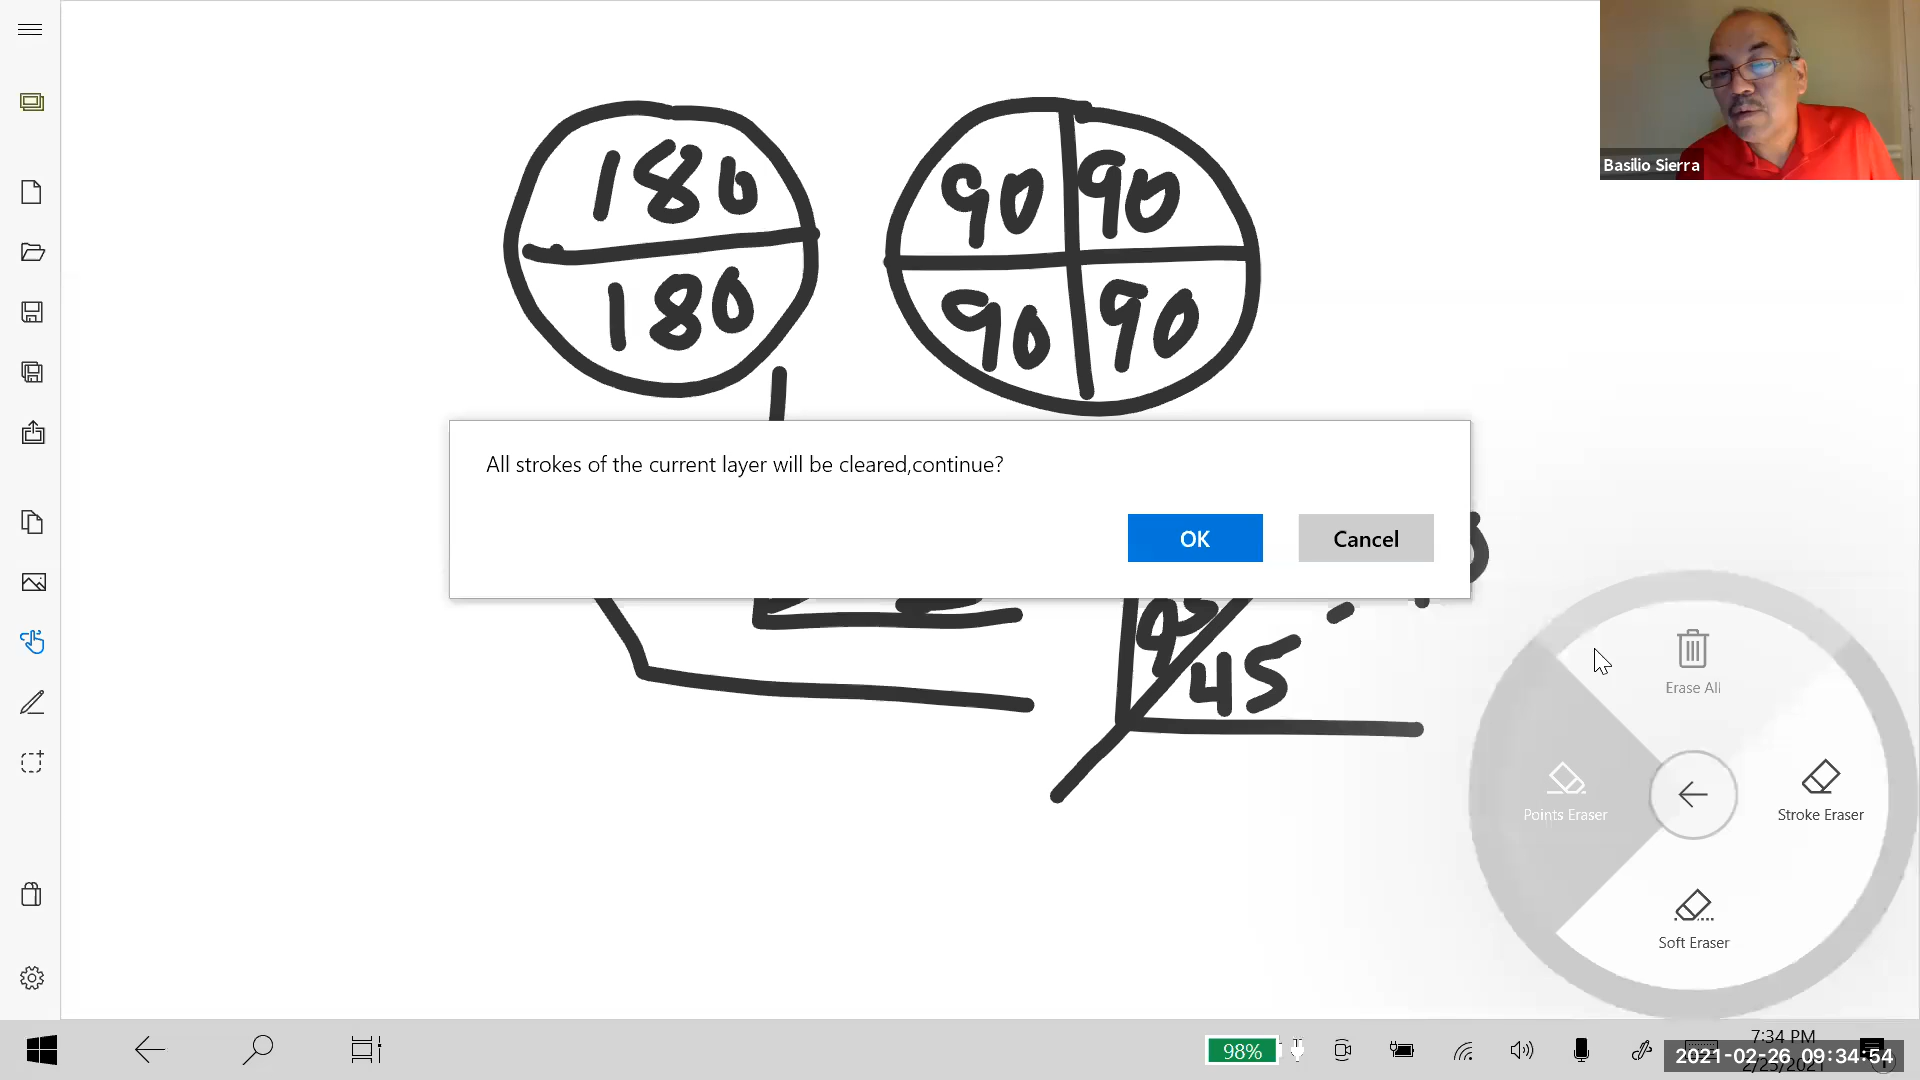 Basilio Sierra
180
180
90 90
90 90
All strokes of the current layer will be cleared,continue?
OK
Cancel
45
Erase All
Points Eraser
Stroke Eraser
Soft Eraser
98%
7:34 PM
2021-02-26 09:34:54